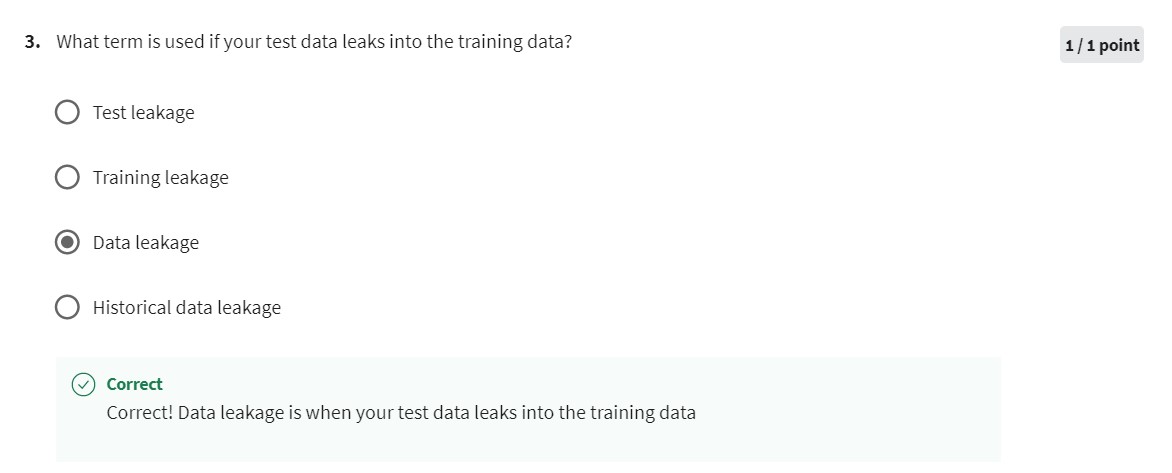 3. What term is used if your test data leaks into the training data?
1 / 1 point
Test leakage
Training leakage
Data leakage
Historical data leakage
Correct
Correct! Data leakage is when your test data leaks into the training data